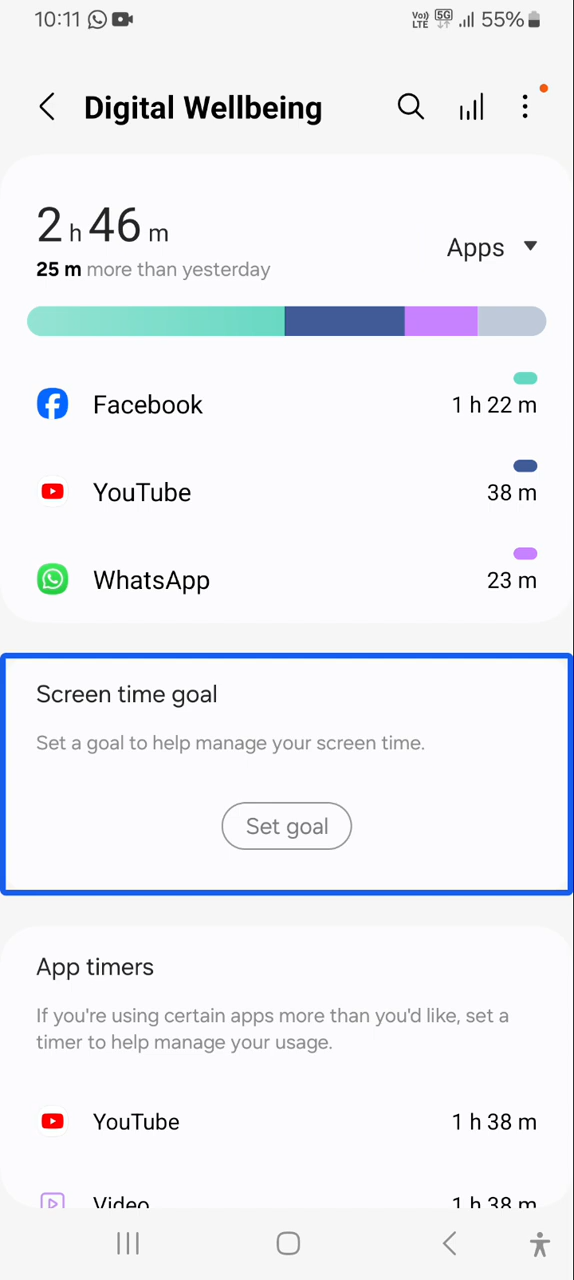 10:11 Vo)) LTE 5G 55%
Digital Wellbeing
2 h 46 m
25 m more than yesterday
Apps
Facebook 1 h 22 m
YouTube 38 m
WhatsApp 23 m
Screen time goal
Set a goal to help manage your screen time.
Set goal
App timers
If you're using certain apps more than you'd like, set a
timer to help manage your usage.
YouTube 1 h 38 m
Video 1 h 38 m